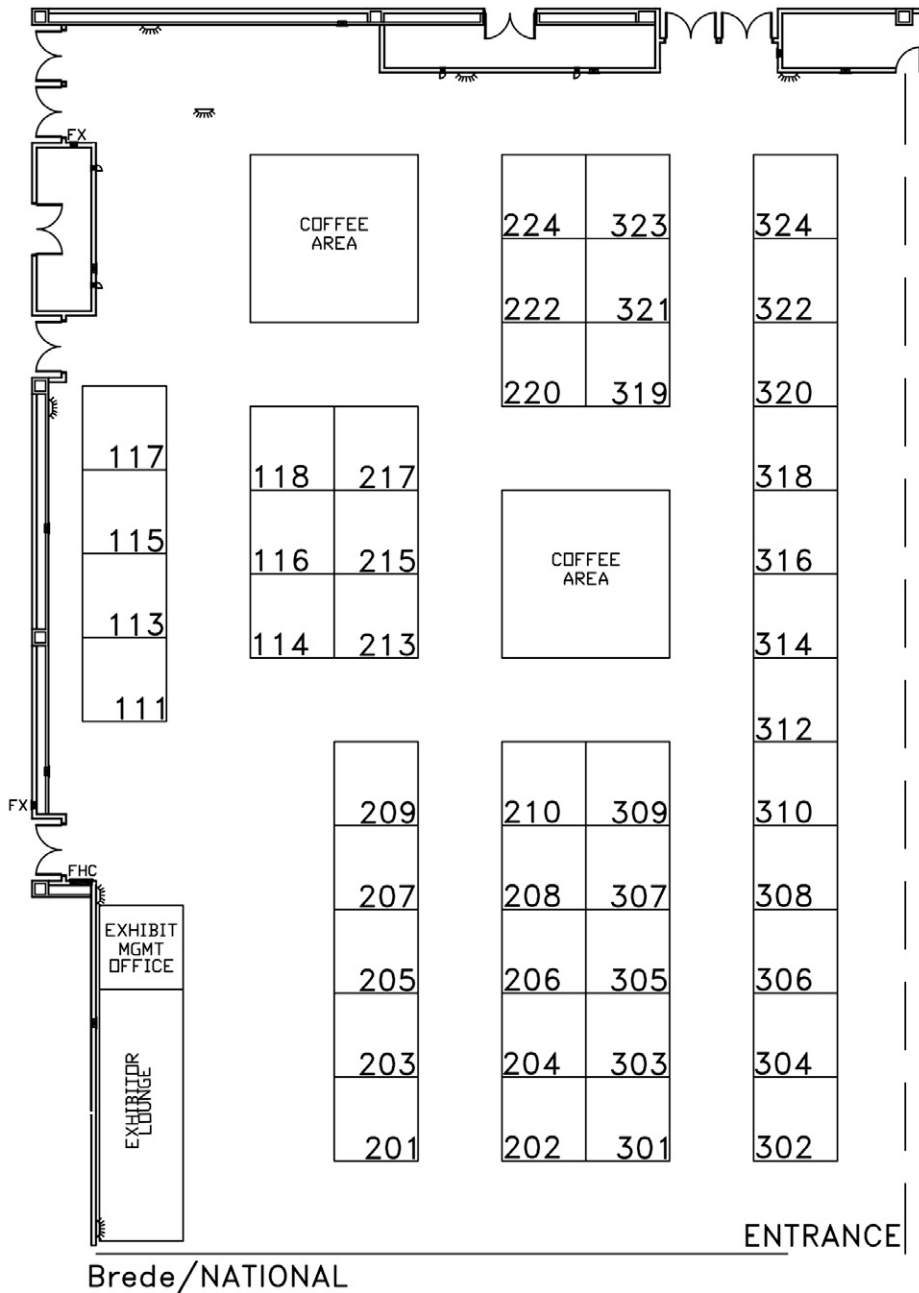 FX
COFFEE
AREA
224 323 324
222 321 322
220 319 320
117 118 217 318
115 116 215 COFFEE
AREA 316
113 114 213 314
111 312
FX 209 210 309 310
FHC 207 208 307 308
EXHIBIT
MGMT
OFFICE
205 206 305 306
EXHIBITOR
LOUNGE
203 204 303 304
201 202 301 302
ENTRANCE
Brede/NATIONAL